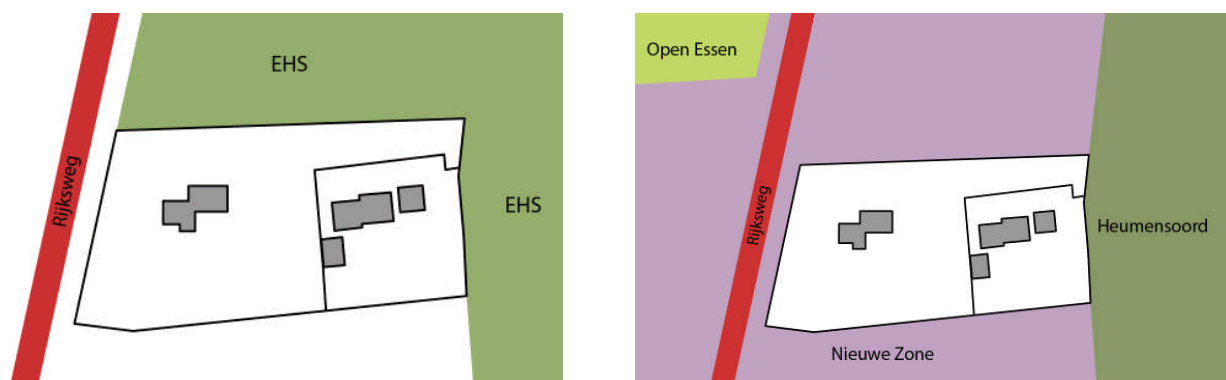 EHS
Rijksweg
EHS
Open Essen
Rijksweg
Heumensoord
Nieuwe Zone